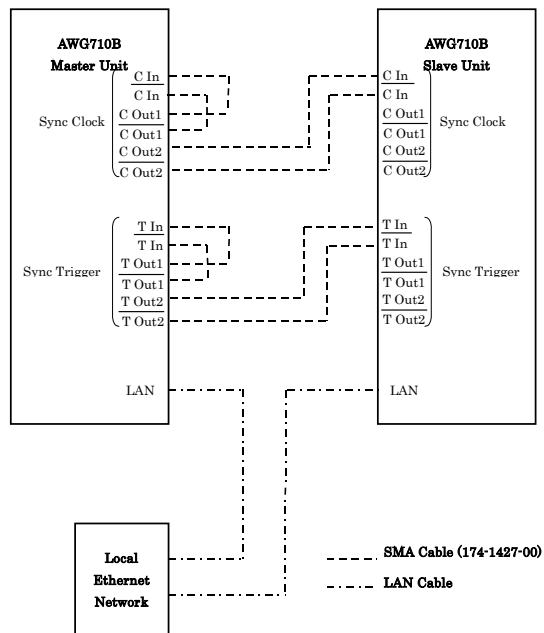 AWG710B
Master Unit
C In
C In
C Out1
C Out1
C Out2
C Out2
Sync Clock
T In
T In
T Out1
T Out1
T Out2
T Out2
Sync Trigger
LAN
AWG710B
Slave Unit
C In
C In
C Out1
C Out1
C Out2
C Out2
Sync Clock
T In
T In
T Out1
T Out1
T Out2
T Out2
Sync Trigger
LAN
Local
Ethernet
Network
SMA Cable (174-1427-00)
LAN Cable